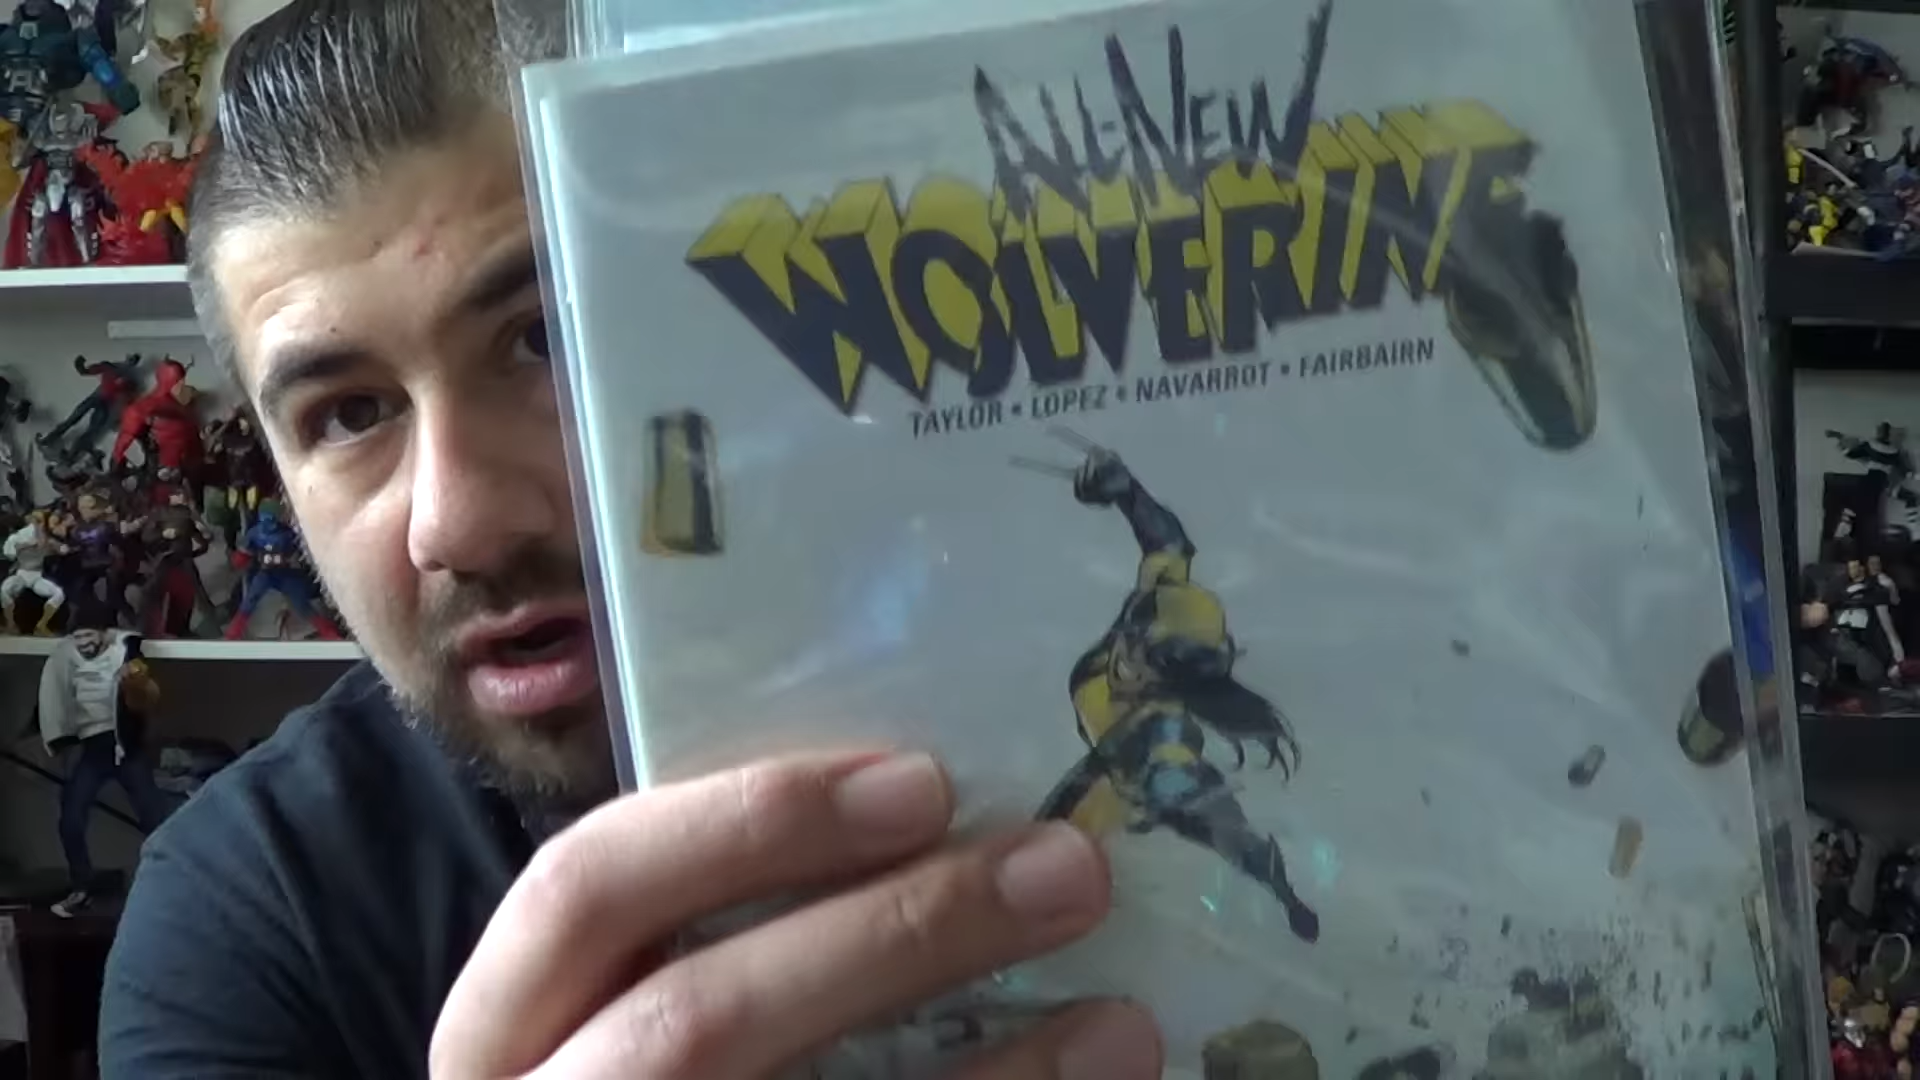 ALL-NEW
WOLVERINE
TAYLOR • LOPEZ • NAVARROT • FAIRBAIRN